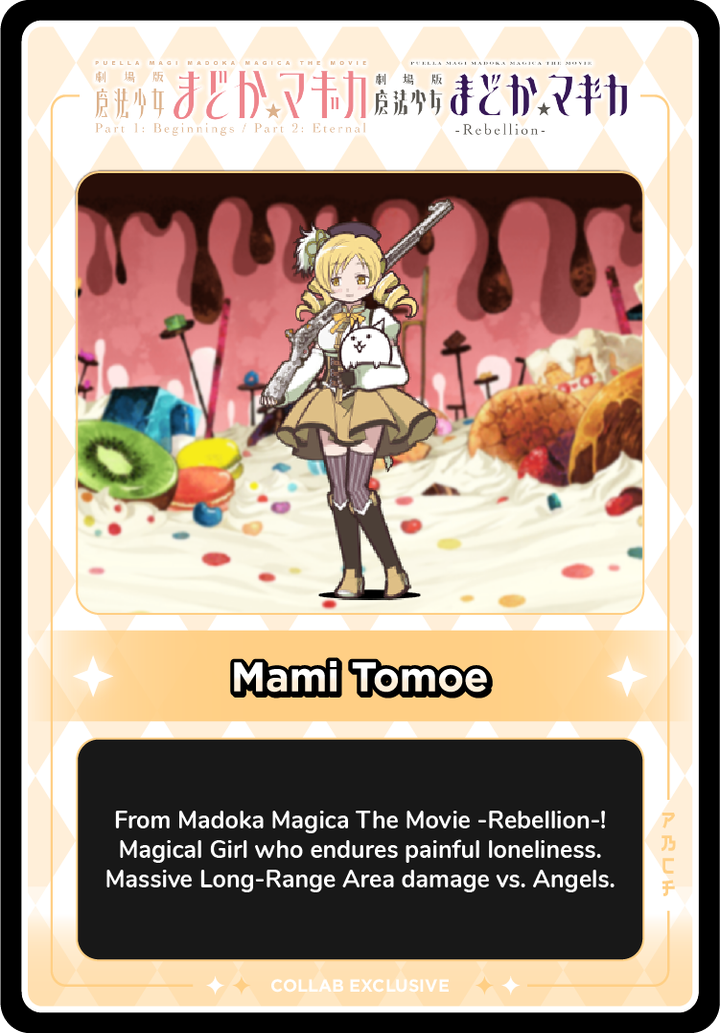 PUELLA MAGI MADOKA MAGICA THE MOVIE
劇場版
魔法少女まどか★マギカ
Part 1: Beginnings / Part 2: Eternal
PUELLA MAGI MADOKA MAGICA THE MOVIE
劇場版
魔法少女まどか★マギカ
-Rebellion-
Mami Tomoe
From Madoka Magica The Movie -Rebellion-!
Magical Girl who endures painful loneliness.
Massive Long-Range Area damage vs. Angels.
COLLAB EXCLUSIVE